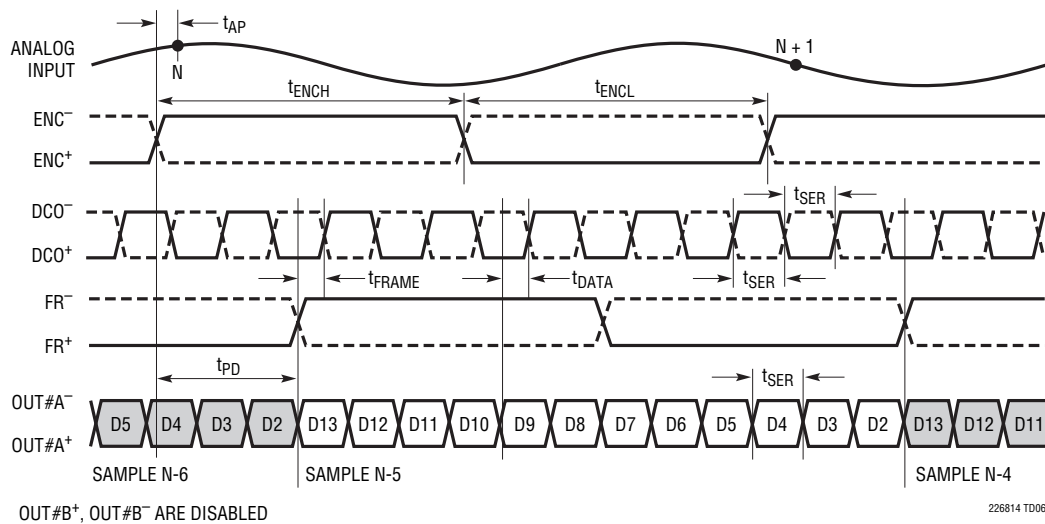 tAP
ANALOG
INPUT
N
N + 1
tENCH
tENCL
ENC–
ENC+
DCO–
DCO+
tSER
tFRAME
tDATA
tSER
FR–
FR+
tPD
tSER
OUT#A–
OUT#A+
D5 D4 D3 D2 D13 D12 D11 D10 D9 D8 D7 D6 D5 D4 D3 D2 D13 D12 D11
SAMPLE N-6 SAMPLE N-5 SAMPLE N-4
OUT#B+, OUT#B– ARE DISABLED
226814 TD06